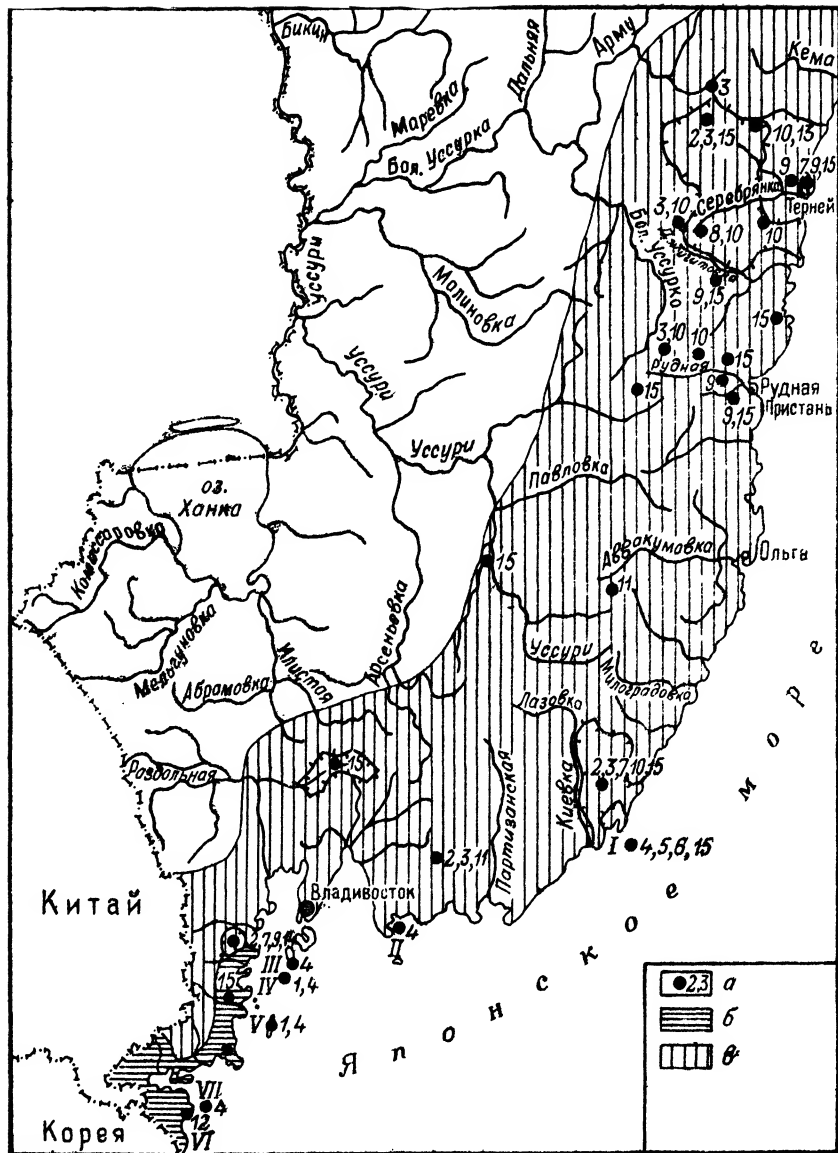 Бикин
Маревка
Бол. Уссурка
Дальняя
Арму
Кема
3
2,3,15
10,13
9
7,9,15
Серебрянка
Терней
3,10
8,10
10
Джигитовка
9,15
Бол. Уссурка
Уссури
Малиновка
15
Уссури
3,10
10
15
Рудная
9
15
Рудная
Пристань
9,15
Уссури
Павловка
оз.
Ханка
Комиссаровка
Аввакумовка
Ольга
15
11
Мельгуновка
Илистая
Арсеньевка
Абрамовка
Уссури
Милоградовка
Лазовка
Раздольная
15
2,3,7,10,15
Киевка
Партизанская
I
4,5,6,15
2,3,11
Китай
Владивосток
4
II
III
4
IV
1,4
15
V
1,4
Японское море
VII
4
12
VI
Корея
2,3
а
б
в